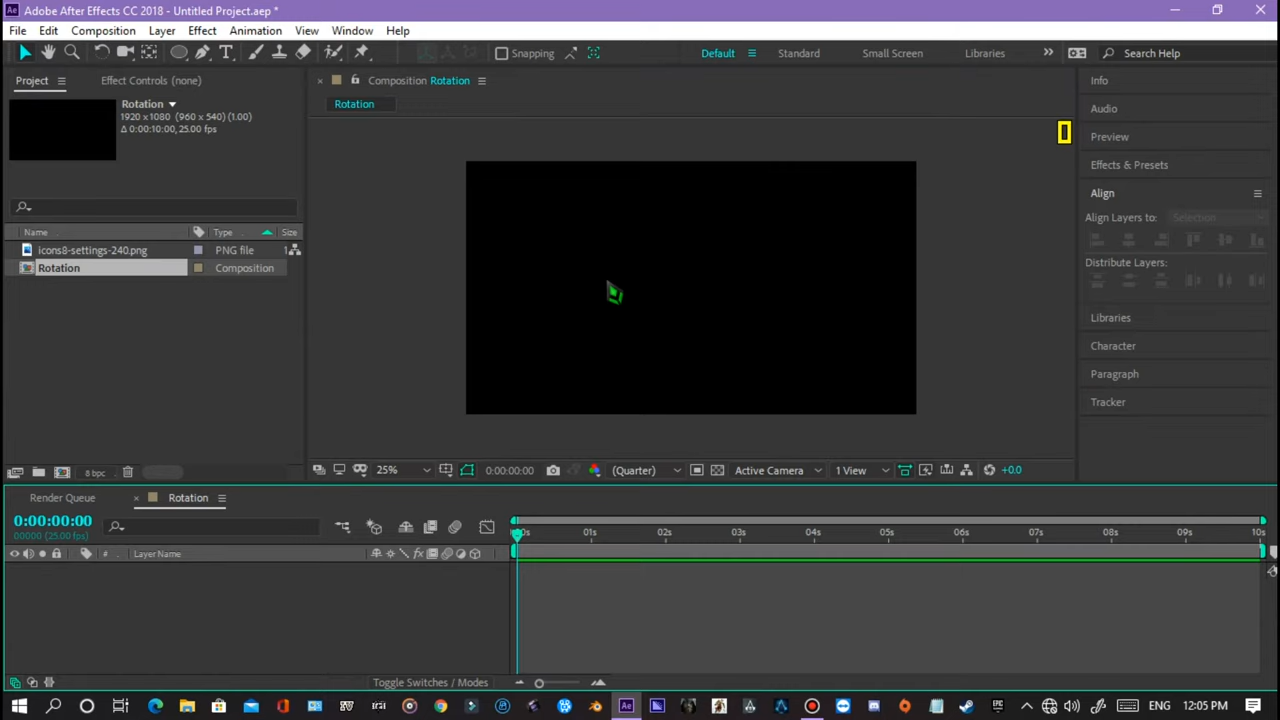 Adobe After Effects CC 2018 - Untitled Project.aep *
File Edit Composition Layer Effect Animation View Window Help
Snapping Default Standard Small Screen Libraries Search Help
Project Effect Controls (none) Composition Rotation Info
Rotation
1920 x1080 (960 x 540) (1.00)
Δ 0:00:10:00, 25.00 fps
Rotation
Audio
Preview
Effects & Presets
Align
Align Layers to: Selection
Distribute Layers:
Libraries
Character
Paragraph
Tracker
Name Type Size
icons8-settings-240.png PNG file 1
Rotation Composition
8 bpc
25% 0:00:00:00 (Quarter) Active Camera 1 View +0.0
Render Queue Rotation
0:00:00:00
00000 (25.00 fps)
# . Layer Name fx
01s 02s 03s 04s 05s 06s 07s 08s 09s 10s
Toggle Switches / Modes
Ae ENG 12:05 PM